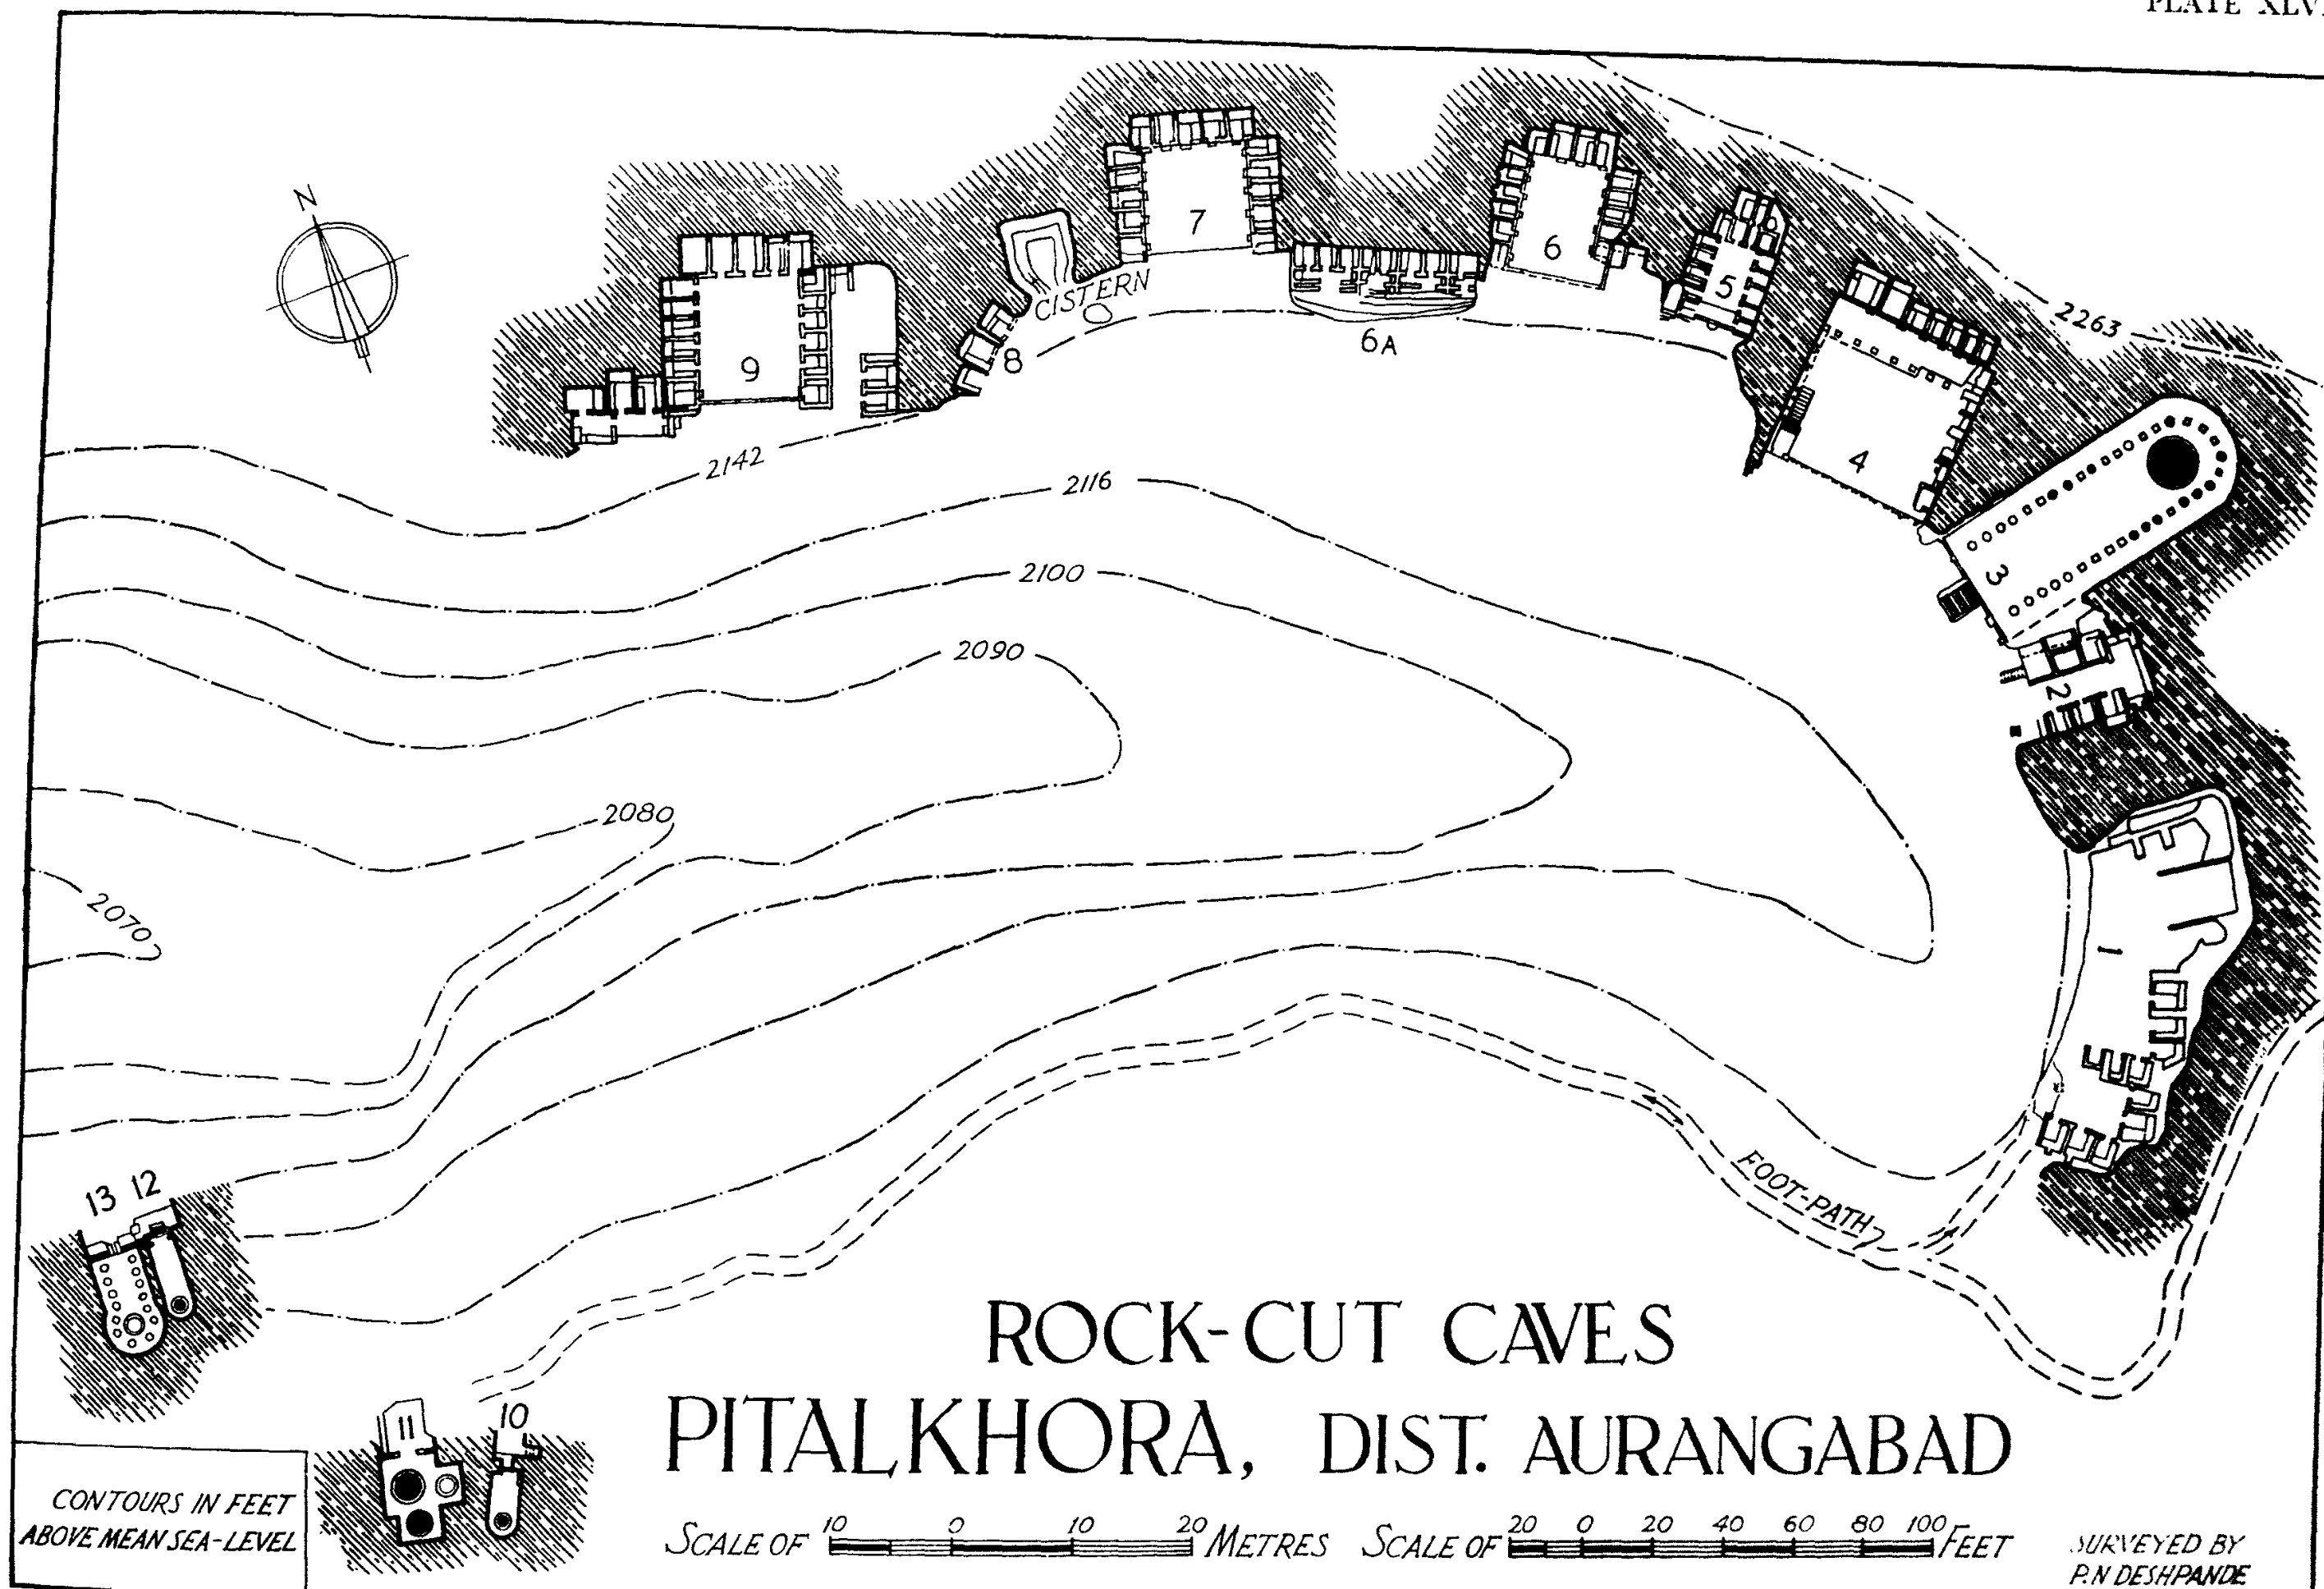 PLATE XLV
N
7
6
CISTERN
5
2263
9
8
6A
4
2142
2116
3
2100
2090
2
2080
2070
1
13 12
FOOT-PATH
ROCK-CUT CAVES
PITALKHORA, DIST. AURANGABAD
11
10
CONTOURS IN FEET
ABOVE MEAN SEA-LEVEL
SCALE OF 10 0 10 20 METRES
SCALE OF 20 0 20 40 60 80 100 FEET
SURVEYED BY
P.N DESHPANDE